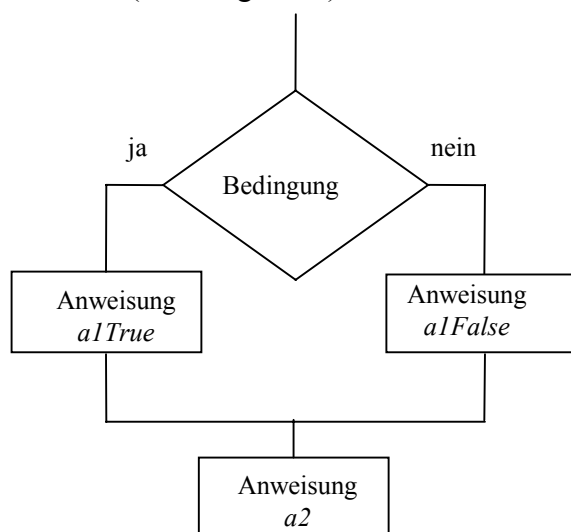 ja
nein
Bedingung
Anweisung
a1True
Anweisung
a1False
Anweisung
a2